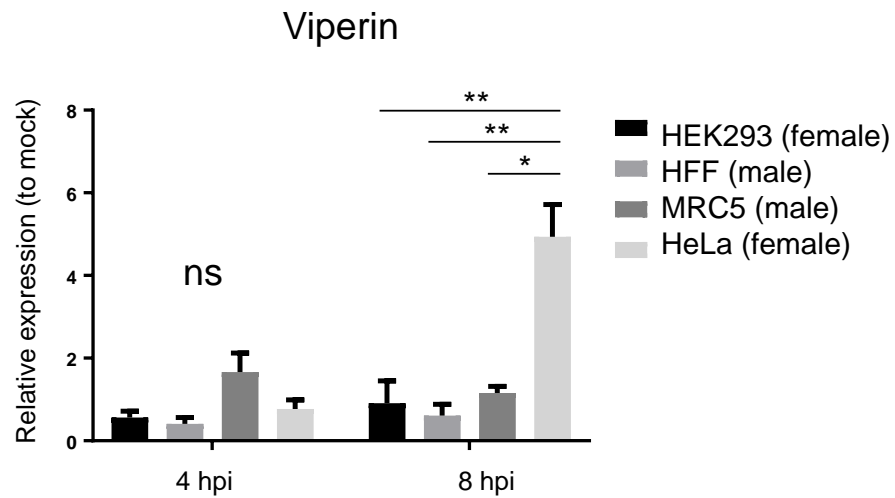 Viperin
Relative expression (to mock)
8
6
4
2
0
ns
**
**
*
4 hpi
8 hpi
HEK293 (female)
HFF (male)
MRC5 (male)
HeLa (female)